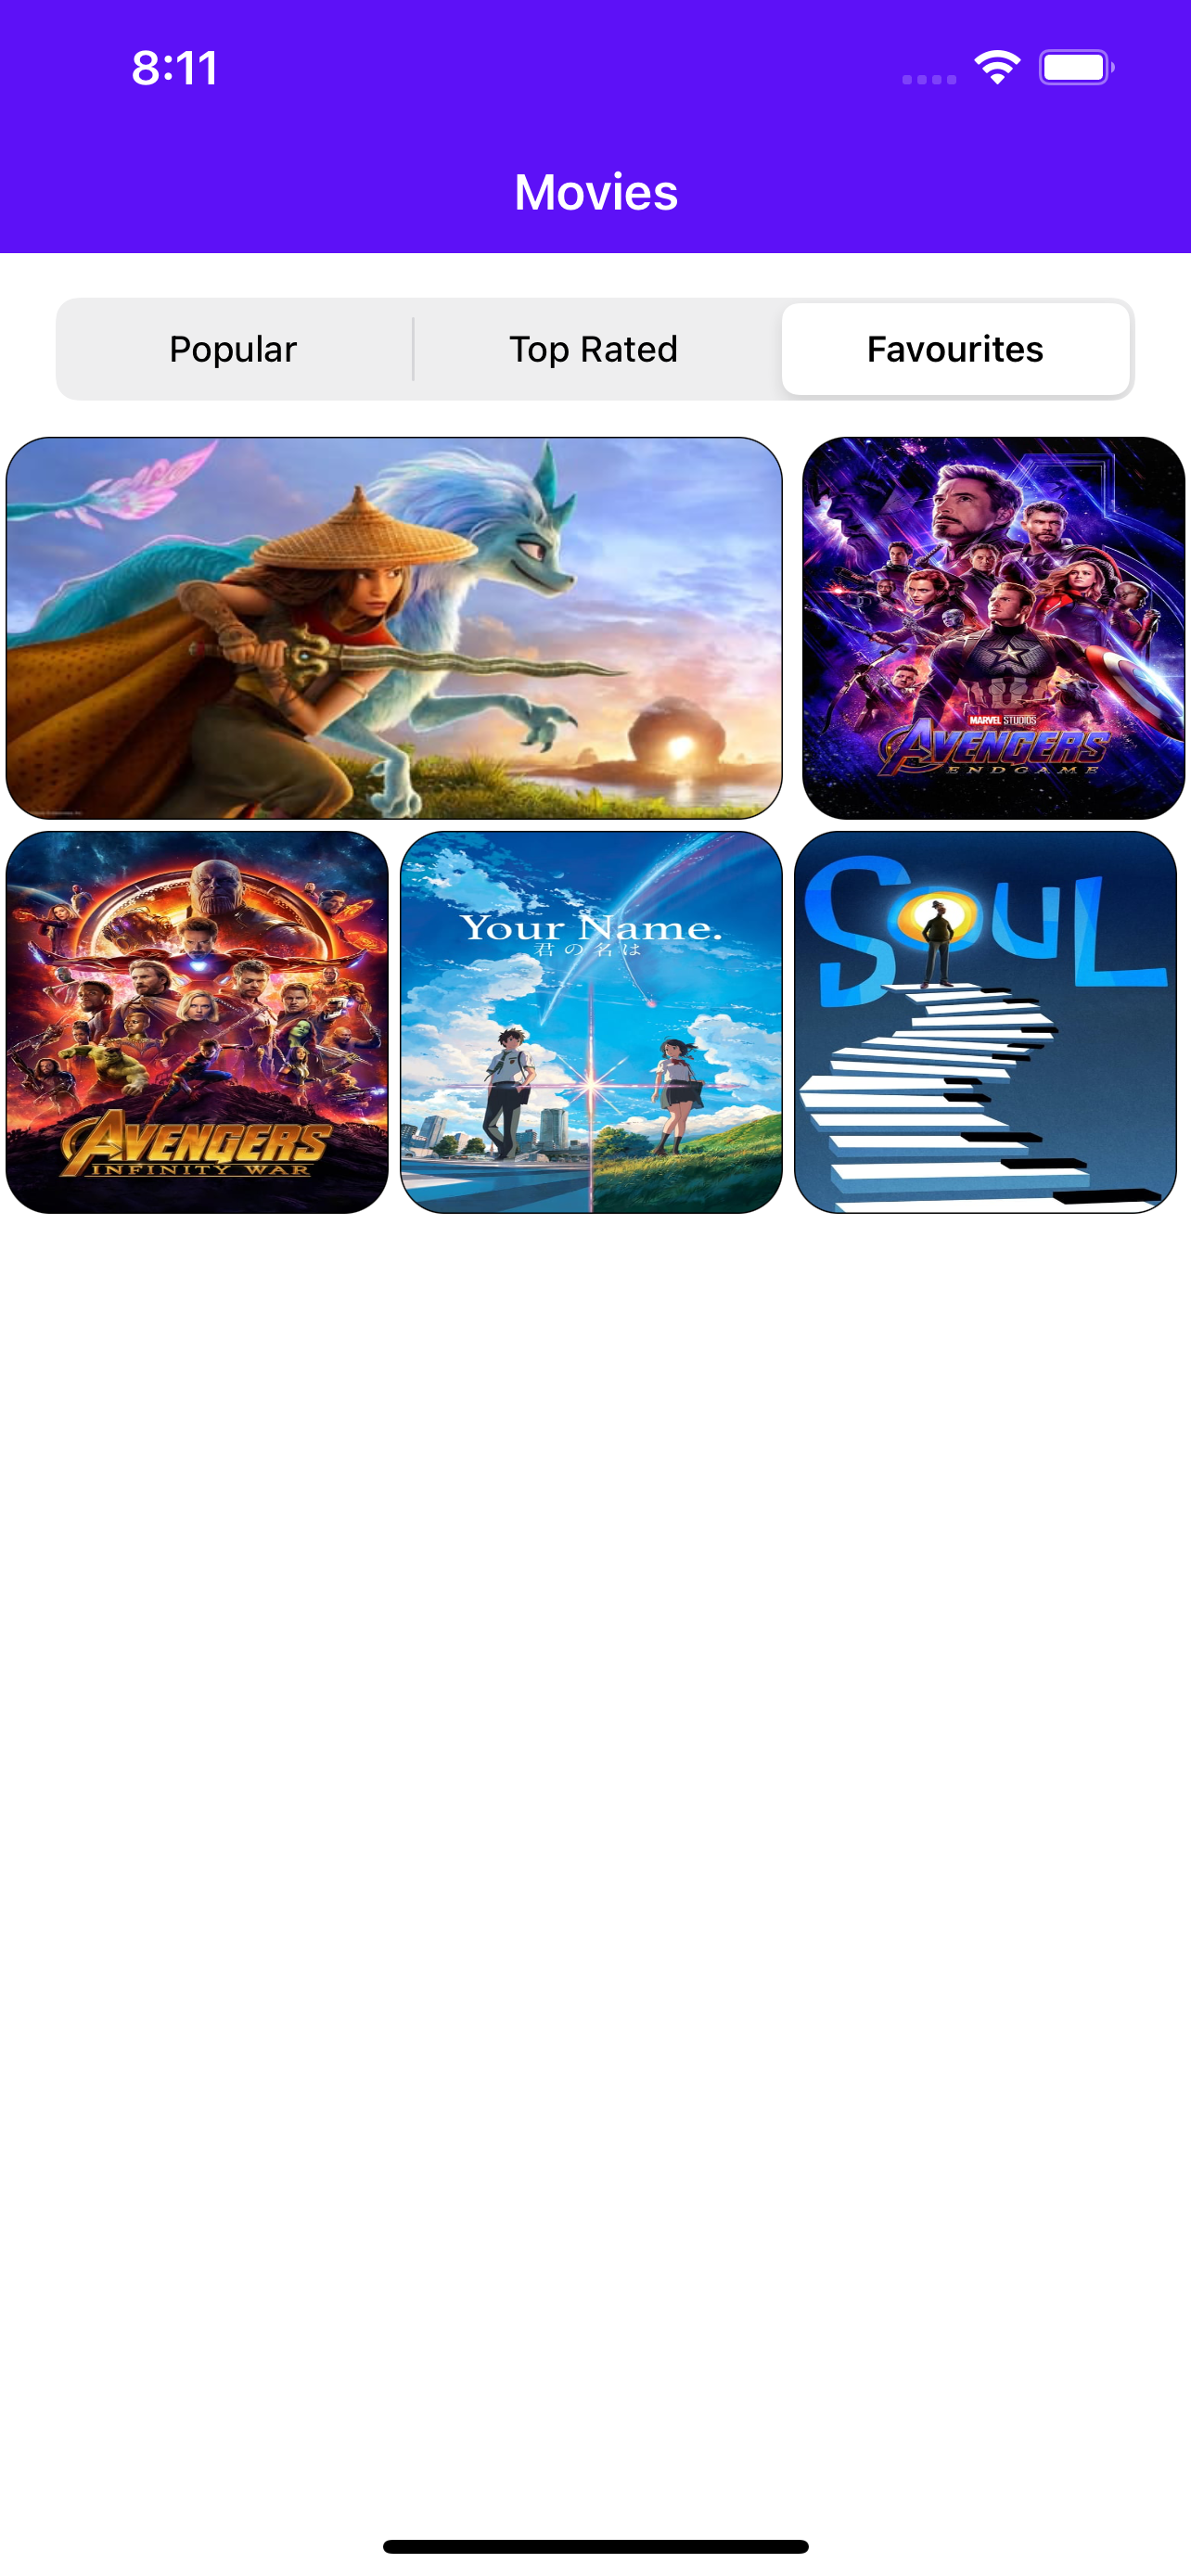 8:11
Movies
Popular
Top Rated
Favourites
MARVEL STUDIOS
AVENGERS
ENDGAME
AVENGERS
INFINITY WAR
Your Name.
君の名は
SOUL